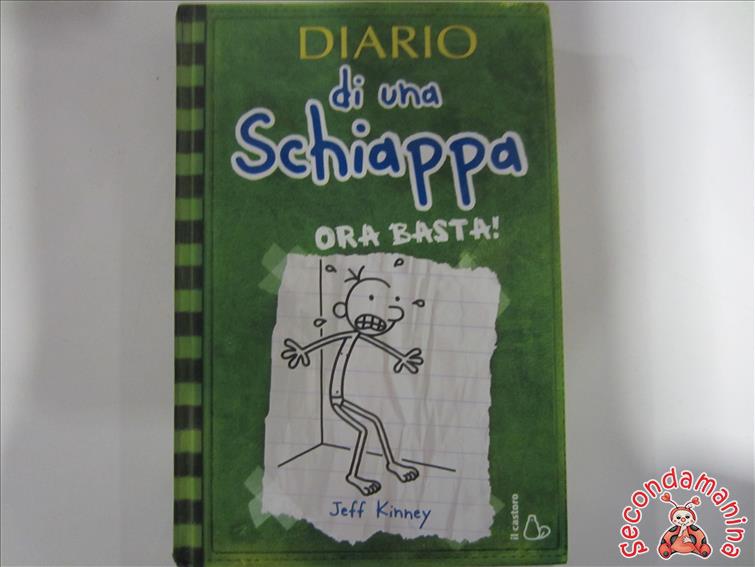 DIARIO
di una
Schiappa
ORA BASTA!
Jeff Kinney
il castoro
secondamanina